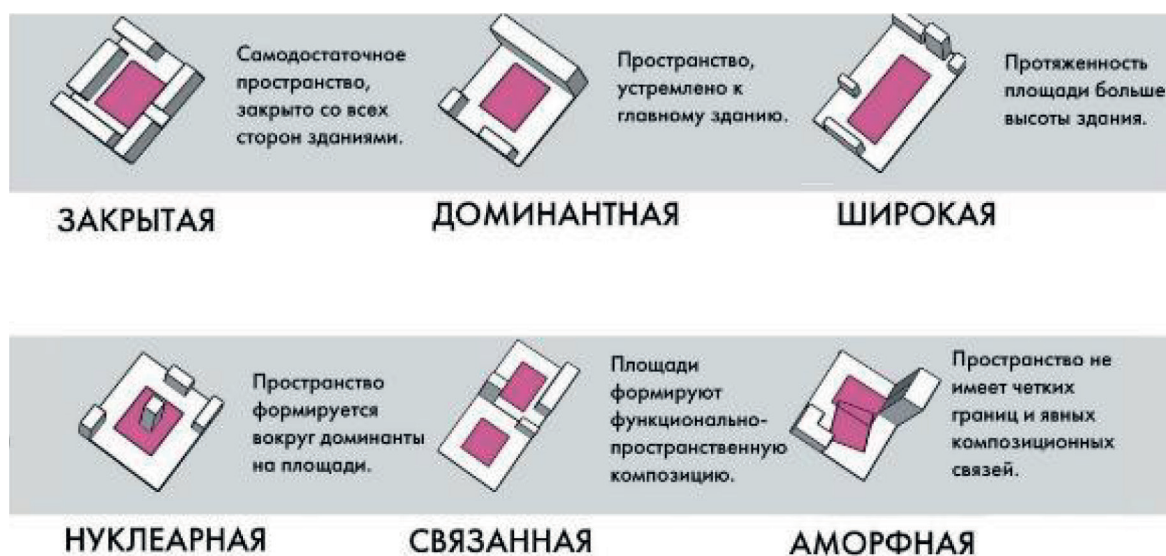 Самодостаточное
пространство,
закрыто со всех
сторон зданиями.
Пространство,
устремлено к
главному зданию.
Протяженность
площади больше
высоты здания.
ЗАКРЫТАЯ
ДОМИНАНТНАЯ
ШИРОКАЯ
Пространство
формируется
вокруг доминанты
на площади.
Площади
формируют
функционально-
пространственную
композицию.
Пространство не
имеет четких
границ и явных
композиционных
связей.
НУКЛЕАРНАЯ
СВЯЗАННАЯ
АМОРФНАЯ